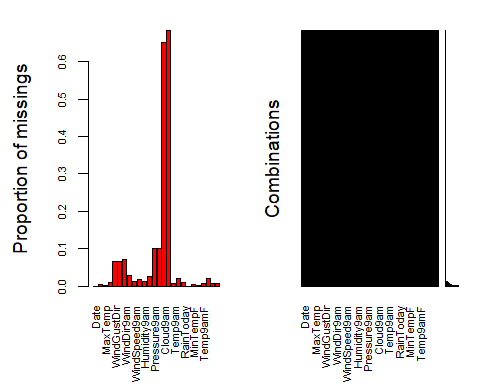 Proportion of missings
0.6
0.5
0.4
0.3
0.2
0.1
0.0
Date
MaxTemp
WindGustDir
WindDir9am
WindSpeed9am
Humidity9am
Pressure9am
Cloud9am
Temp9am
RainToday
MinTempF
Temp9amF
Combinations
Date
MaxTemp
WindGustDir
WindDir9am
WindSpeed9am
Humidity9am
Pressure9am
Cloud9am
Temp9am
RainToday
MinTempF
Temp9amF